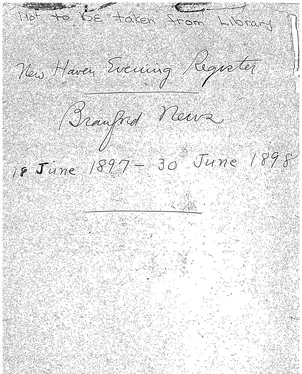 Not to be taken from Library
New Haven Evening Register
Branford News
18 June 1897 - 30 June 1898